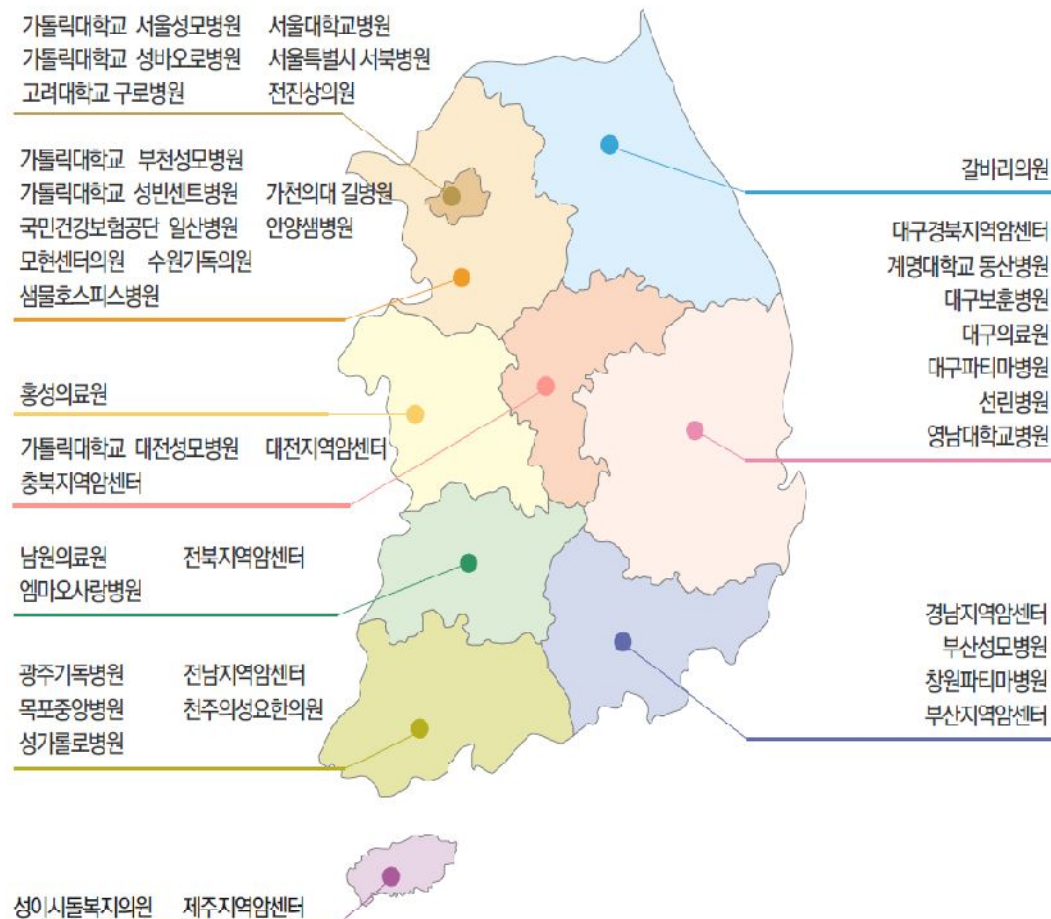 가톨릭대학교 서울성모병원 서울대학교병원
가톨릭대학교 성바오로병원 서울특별시 서북병원
고려대학교 구로병원 전진상의원
가톨릭대학교 부천성모병원
가톨릭대학교 성빈센트병원 가천의대 길병원
국민건강보험공단 일산병원 안양샘병원
모현센터의원 수원기독의원
샘물호스피스병원
홍성의료원
가톨릭대학교 대전성모병원 대전지역암센터
충북지역암센터
남원의료원 전북지역암센터
엠마오사랑병원
광주기독병원 전남지역암센터
목포중앙병원 천주의성요한의원
성가롤로병원
성이시돌복지의원 제주지역암센터
갈바리의원
대구경북지역암센터
계명대학교 동산병원
대구보훈병원
대구의료원
대구파티마병원
선린병원
영남대학교병원
경남지역암센터
부산성모병원
창원파티마병원
부산지역암센터